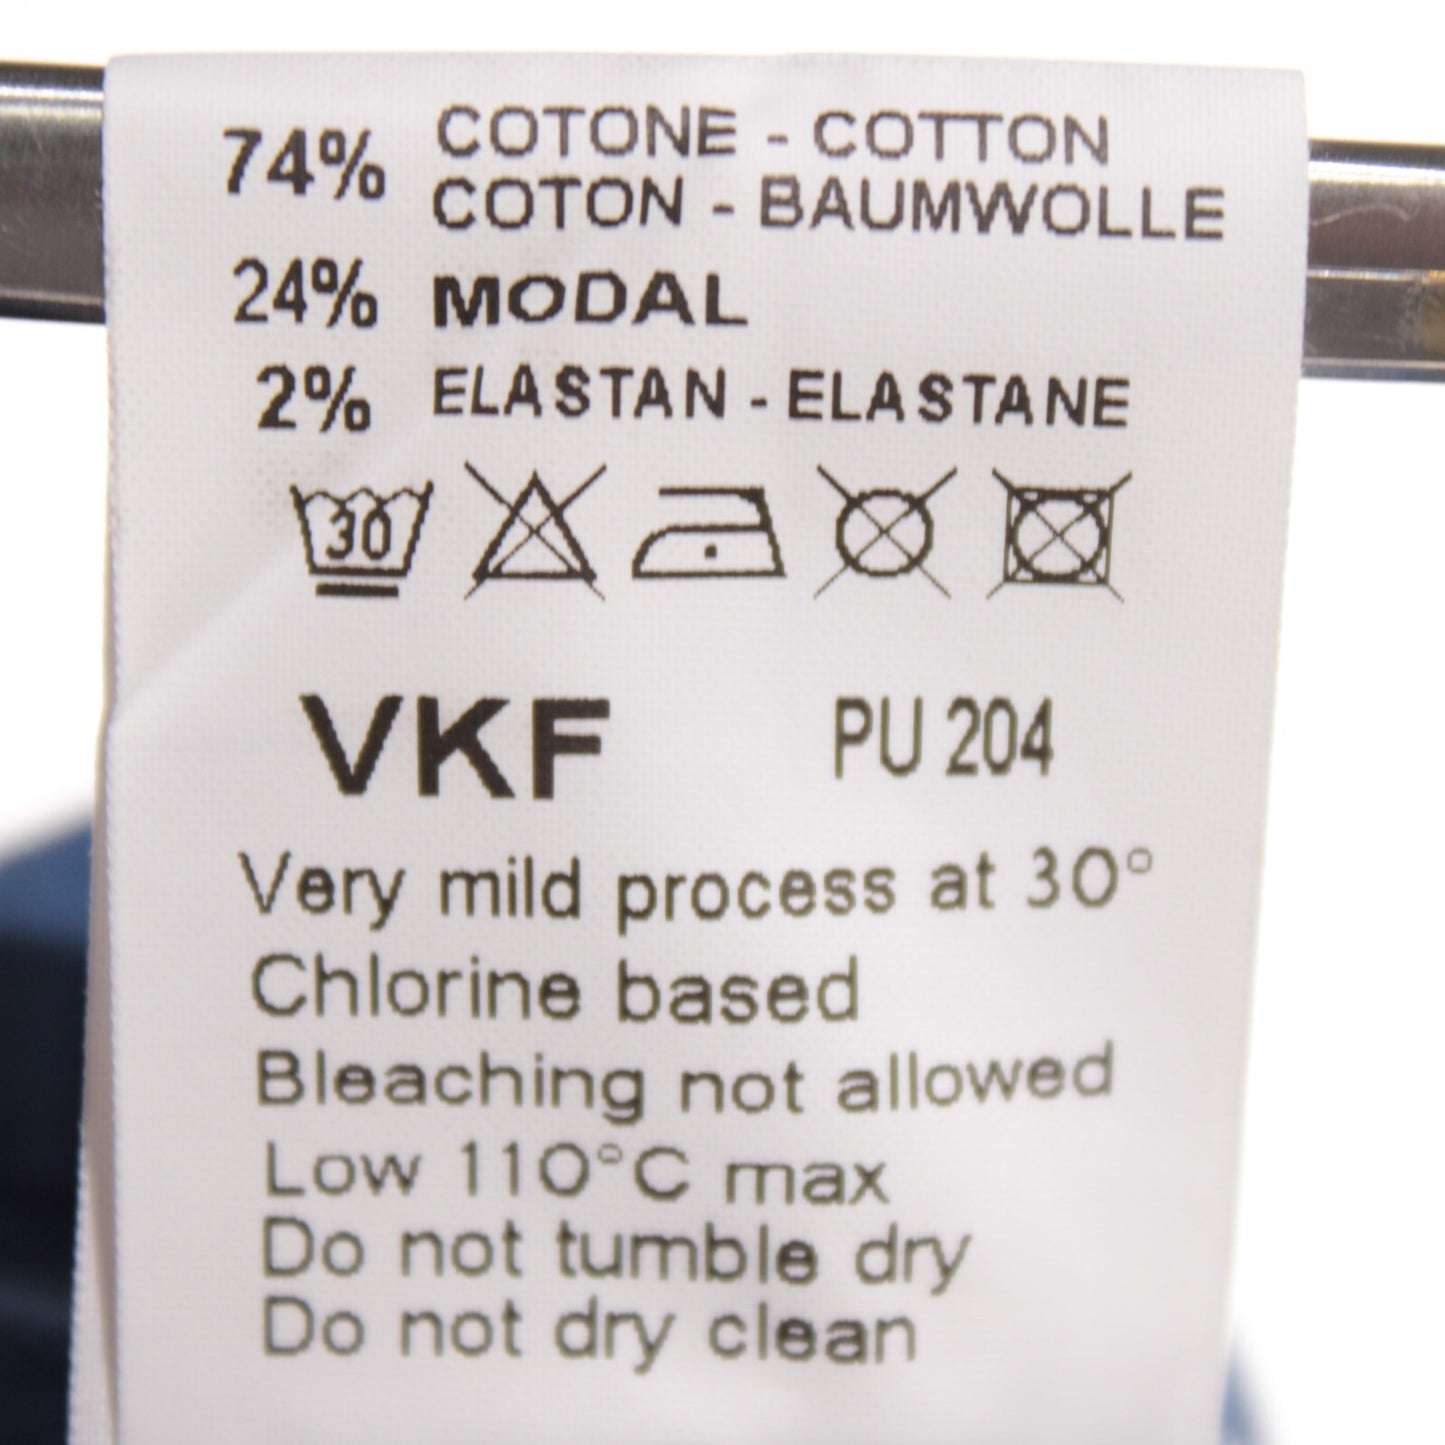 74% COTONE - COTTON
COTON - BAUMWOLLE
24% MODAL
2% ELASTAN - ELASTANE
30
VKF PU 204
Very mild process at 30°
Chlorine based
Bleaching not allowed
Low 110°C max
Do not tumble dry
Do not dry clean